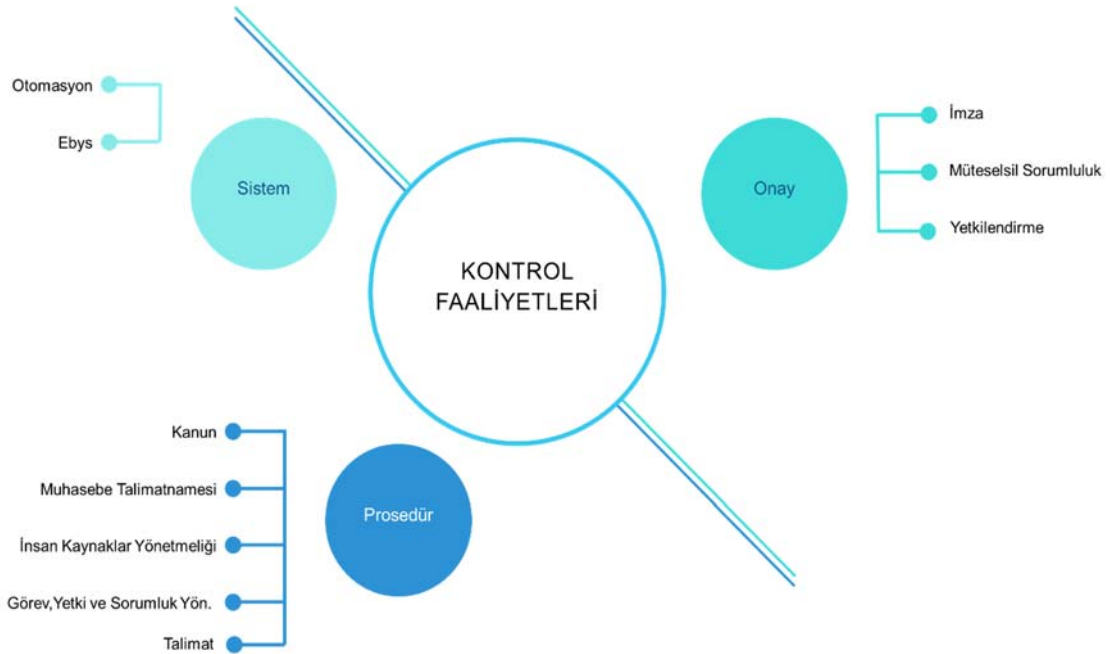 Otomasyon
Ebys
Sistem
Onay
İmza
Müteselsil Sorumluluk
Yetkilendirme
KONTROL
FAALİYETLERİ
Kanun
Muhasebe Talimatnamesi
İnsan Kaynaklar Yönetmeliği
Görev,Yetki ve Sorumluk Yön.
Talimat
Prosedür